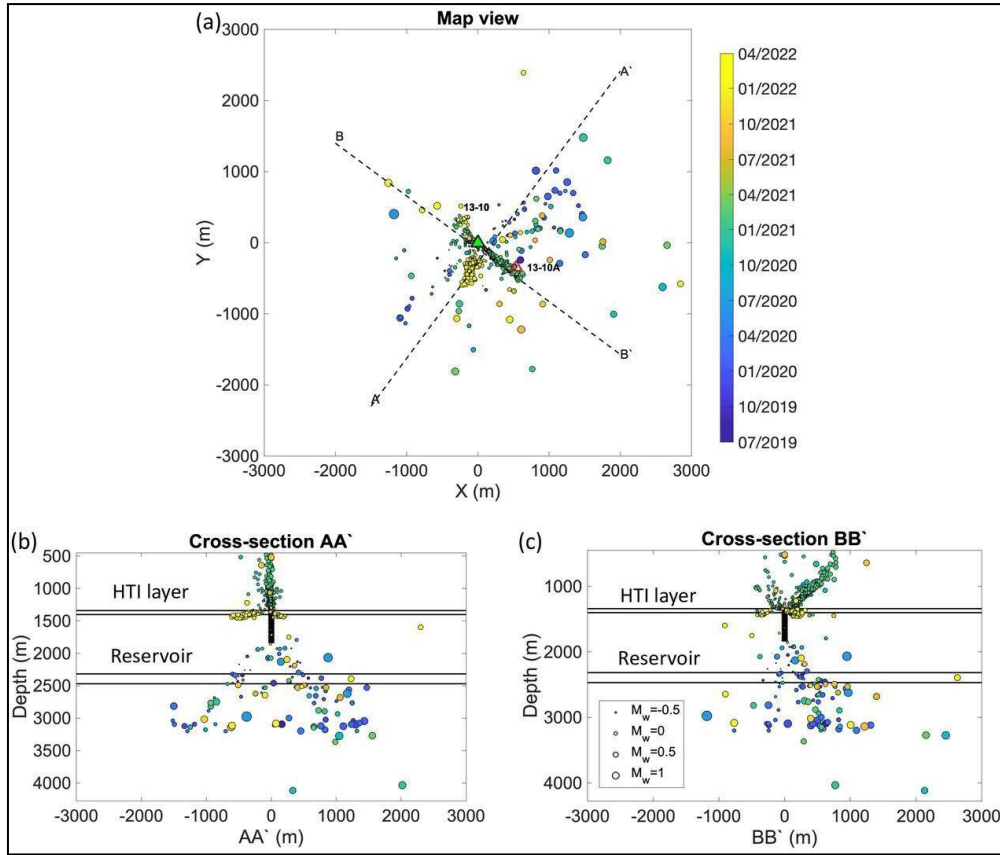 (a)
Map view
3000
2000
1000
0
-1000
-2000
-3000
Y (m)
-3000 -2000 -1000 0 1000 2000 3000
X (m)
A`
B
13-10
13-10A
B`
A
04/2022
01/2022
10/2021
07/2021
04/2021
01/2021
10/2020
07/2020
04/2020
01/2020
10/2019
07/2019
(b)
Cross-section AA`
500
1000
1500
2000
2500
3000
3500
4000
Depth (m)
HTI layer
Reservoir
-3000 -2000 -1000 0 1000 2000 3000
AA` (m)
(c)
Cross-section BB`
1000
2000
3000
4000
Depth (m)
HTI layer
Reservoir
Mw=-0.5
Mw=0
Mw=0.5
Mw=1
-3000 -2000 -1000 0 1000 2000 3000
BB` (m)